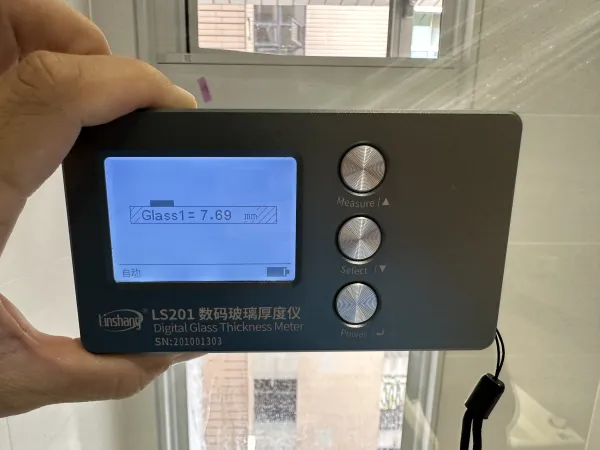 Glass1= 7.69 mm
自动
Measure | ▲
Select | ▼
Power ↵
Linshang
LS201 数码玻璃厚度仪
Digital Glass Thickness Meter
SN:201001303